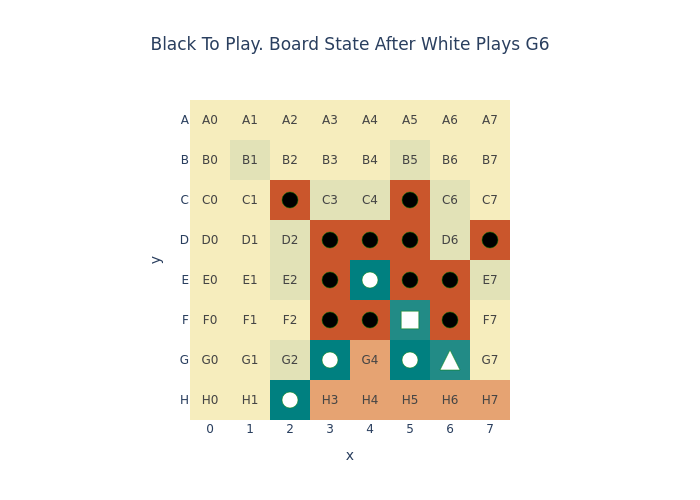 Black To Play. Board State After White Plays G6
A A0 A1 A2 A3 A4 A5 A6 A7
B B0 B1 B2 B3 B4 B5 B6 B7
C C0 C1 C3 C4 C6 C7
D D0 D1 D2 D6
E E0 E1 E2 E7
F F0 F1 F2 F7
G G0 G1 G2 G4 G7
H H0 H1 H3 H4 H5 H6 H7
0 1 2 3 4 5 6 7
x
y